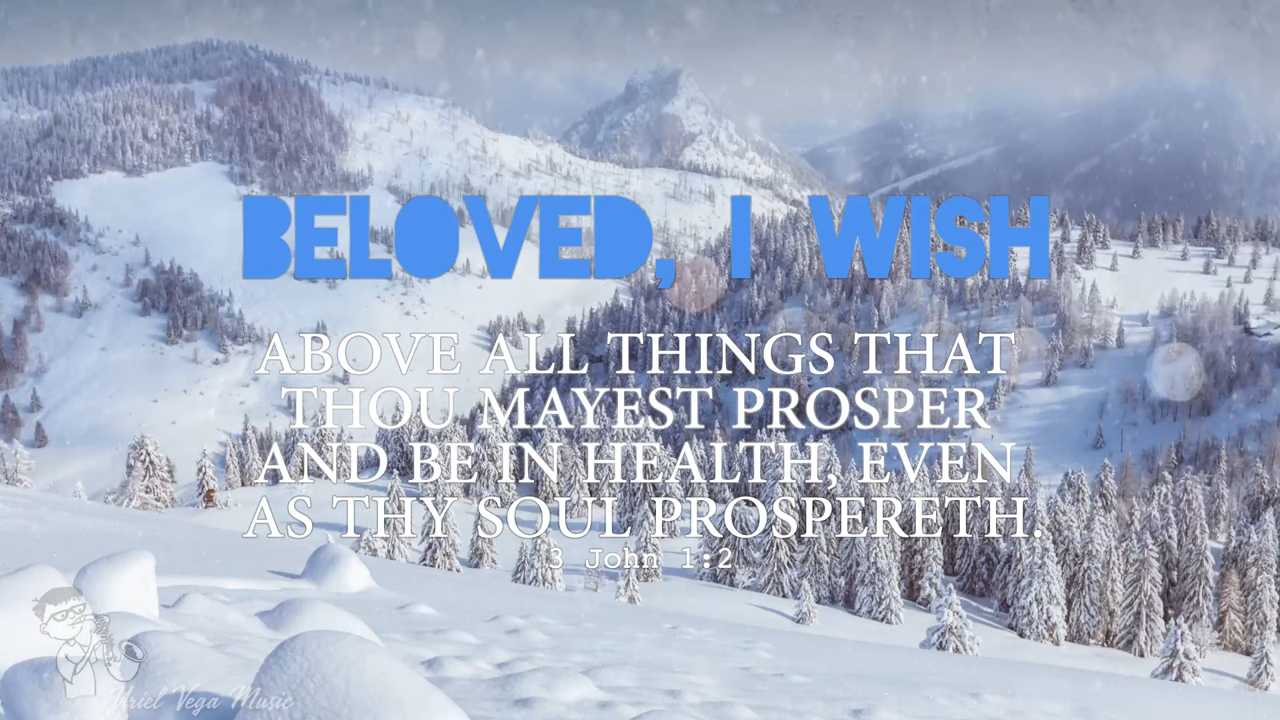 BELOVED, I WISH
ABOVE ALL THINGS THAT
THOU MAYEST PROSPER
AND BE IN HEALTH, EVEN
AS THY SOUL PROSPERETH.
3 John 1:2
Uriel Vega Music